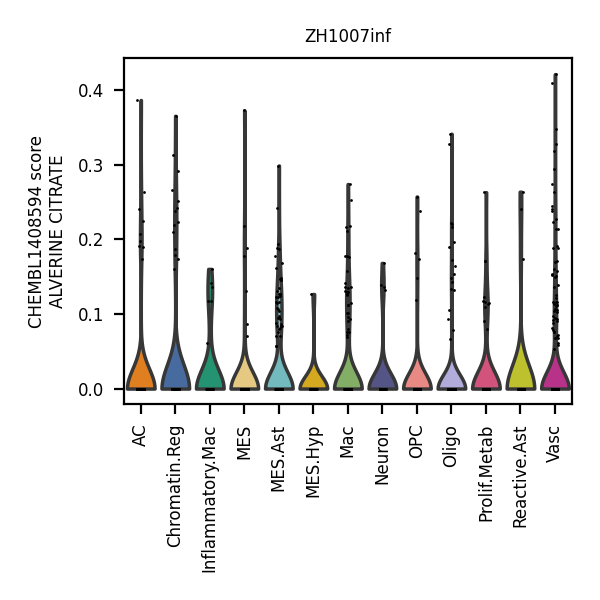 ZH1007inf
CHEMBL1408594 score
ALVERINE CITRATE
0.4
0.3
0.2
0.1
0.0
AC
Chromatin.Reg
Inflammatory.Mac
MES
MES.Ast
MES.Hyp
Mac
Neuron
OPC
Oligo
Prolif.Metab
Reactive.Ast
Vasc